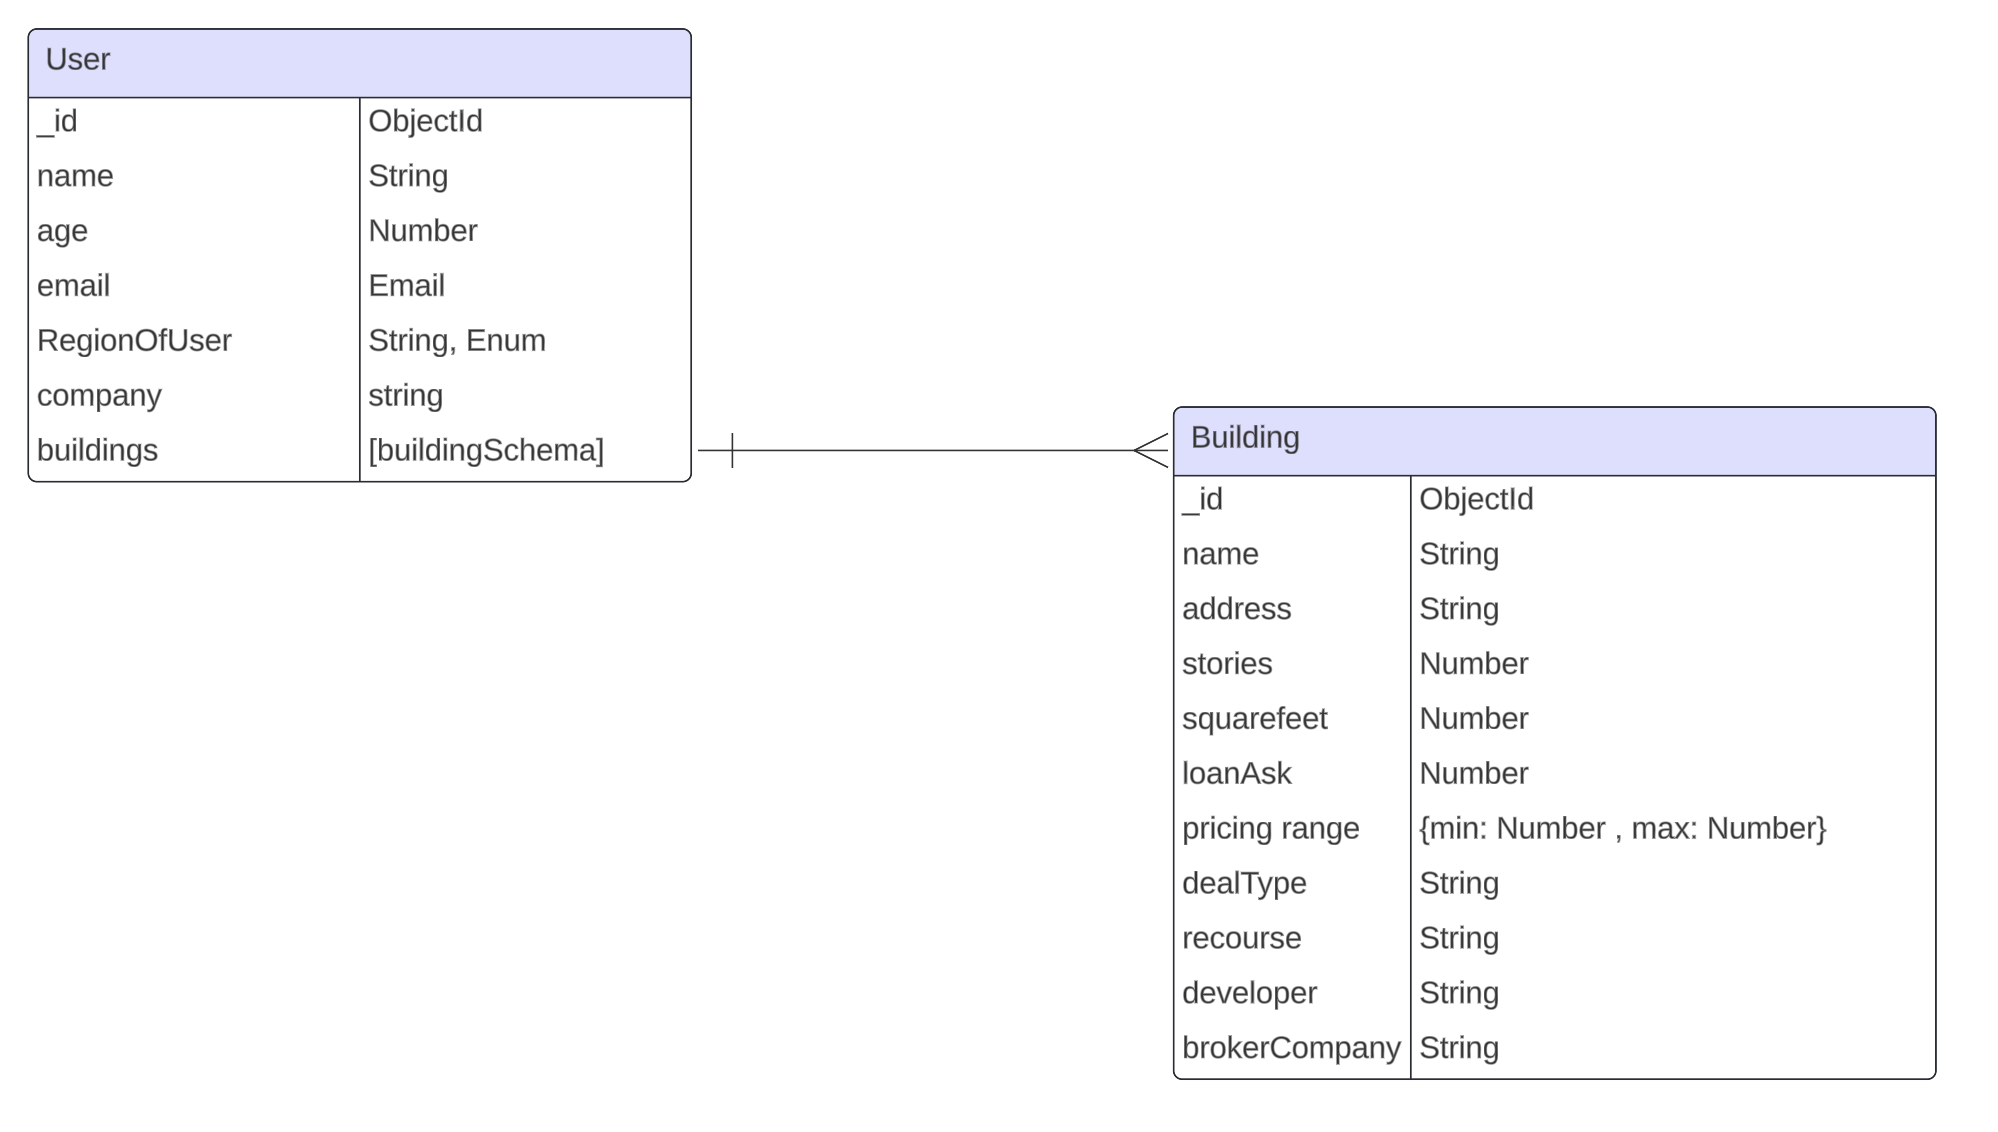 User
_id ObjectId
name String
age Number
email Email
RegionOfUser String, Enum
company string
buildings [buildingSchema]
Building
_id ObjectId
name String
address String
stories Number
squarefeet Number
loanAsk Number
pricing range {min: Number , max: Number}
dealType String
recourse String
developer String
brokerCompany String